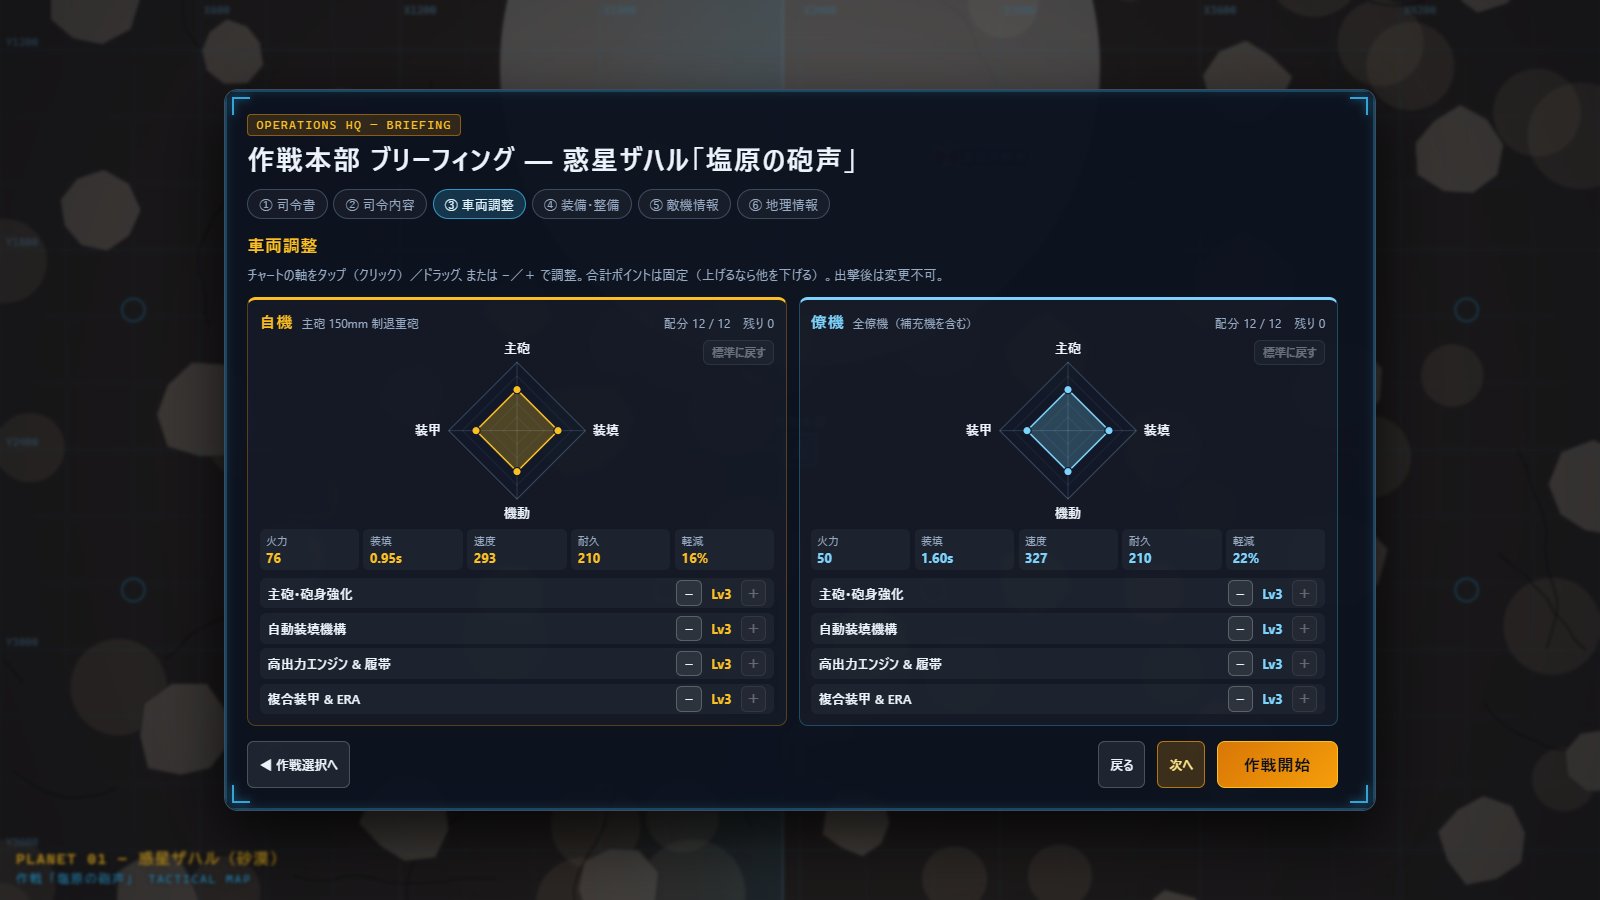 OPERATIONS HQ — BRIEFING
作戦本部 ブリーフィング — 惑星ザハル「塩原の砲声」
① 司令書
② 司令内容
③ 車両調整
④ 装備・整備
⑤ 敵機情報
⑥ 地理情報
車両調整
チャートの軸をタップ（クリック）／ドラッグ、または −／＋ で調整。合計ポイントは固定（上げるなら他を下げる）。出撃後は変更不可。
自機 主砲 150mm 制退重砲 配分 12 / 12 残り 0
標準に戻す
主砲
装甲
装填
機動
火力 装填 速度 耐久 軽減
76 0.95s 293 210 16%
主砲・砲身強化 − Lv3 +
自動装填機構 − Lv3 +
高出力エンジン & 履帯 − Lv3 +
複合装甲 & ERA − Lv3 +
僚機 全僚機（補充機を含む） 配分 12 / 12 残り 0
標準に戻す
主砲
装甲
装填
機動
火力 装填 速度 耐久 軽減
50 1.60s 327 210 22%
主砲・砲身強化 − Lv3 +
自動装填機構 − Lv3 +
高出力エンジン & 履帯 − Lv3 +
複合装甲 & ERA − Lv3 +
◀ 作戦選択へ
戻る
次へ
作戦開始
PLANET 01 — 惑星ザハル（砂漠）
作戦「塩原の砲声」 TACTICAL MAP